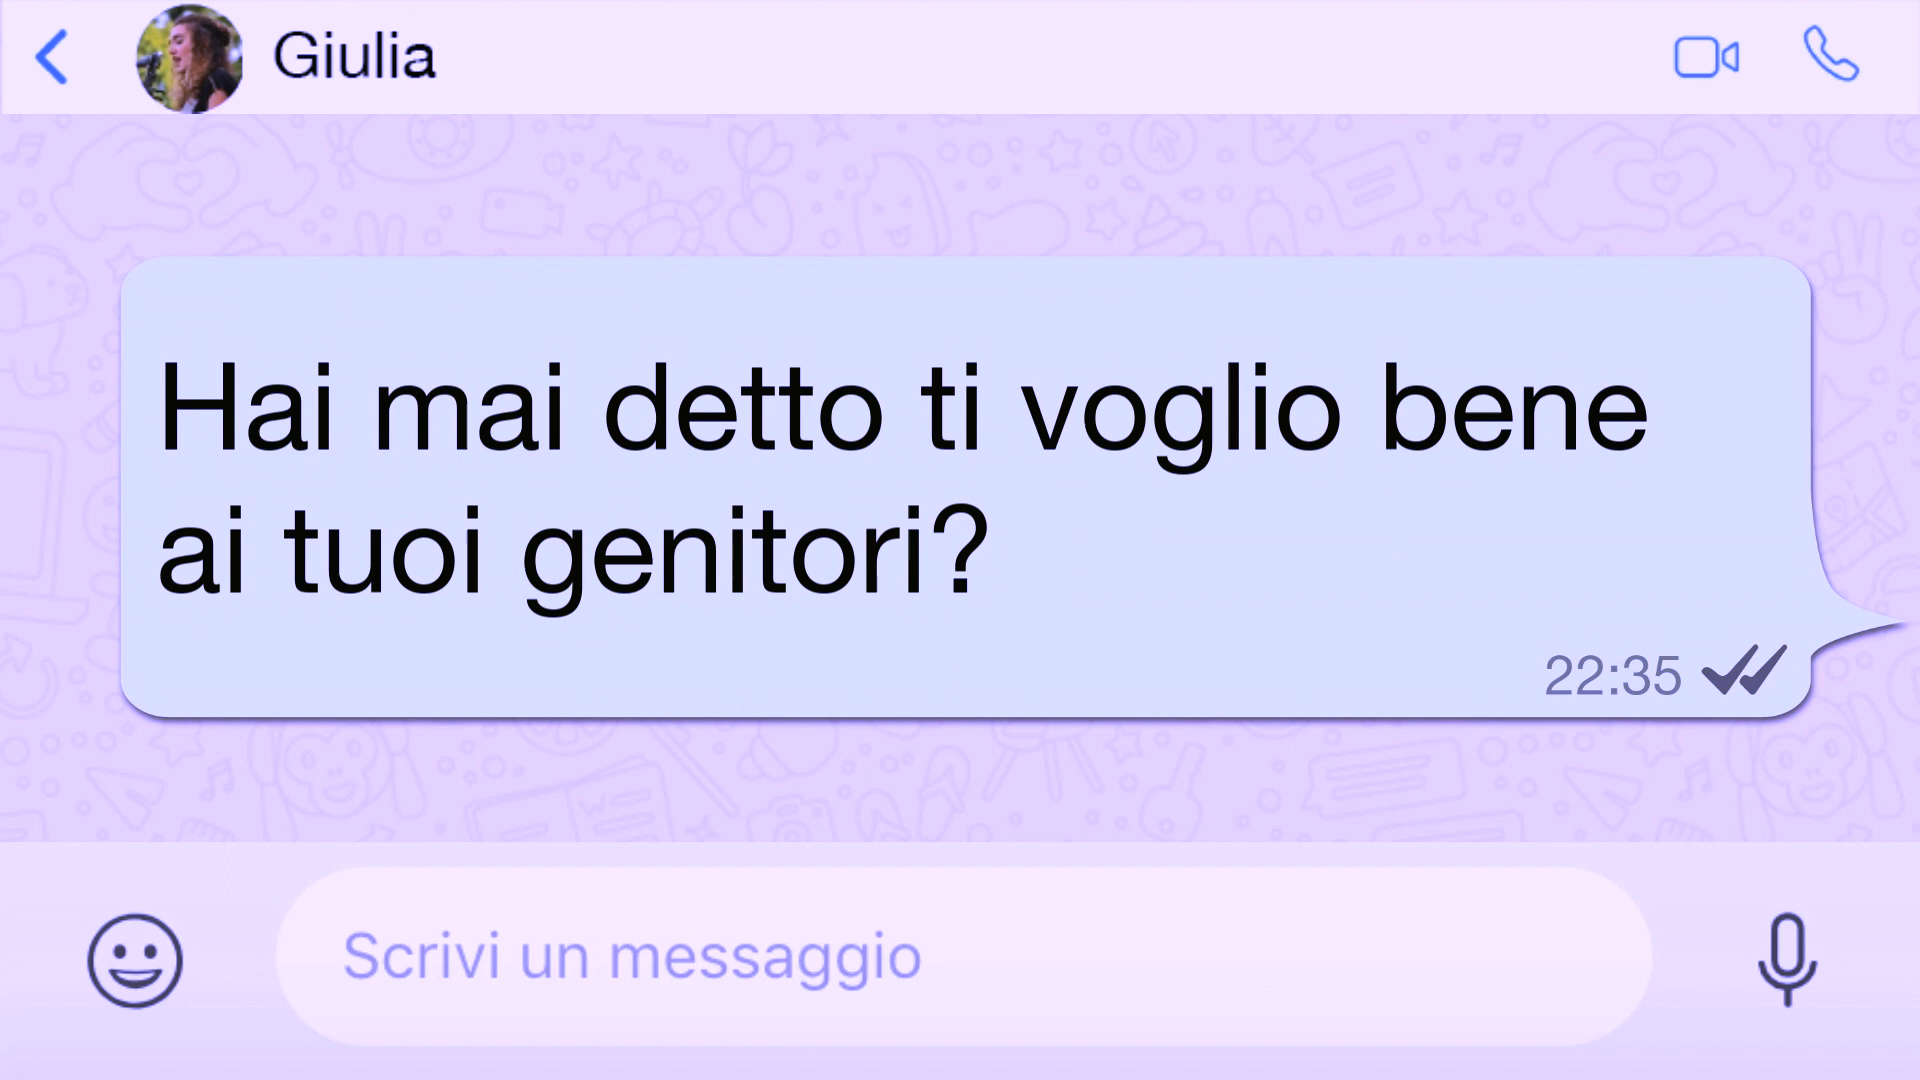 Giulia
Hai mai detto ti voglio bene
ai tuoi genitori?
22:35
Scrivi un messaggio